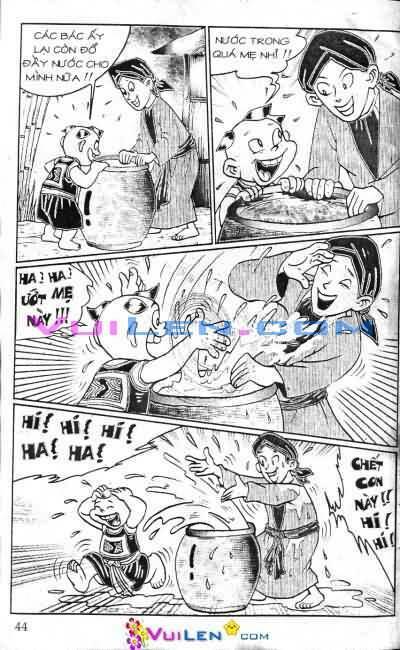 CÁC BÁC ẤY
LẠI CÒN ĐỔ
ĐẦY NƯỚC CHO
MÌNH NỮA !!
NƯỚC TRONG
QUÁ MẸ NHỈ !!
HA! HA!
ƯỚT MẸ
NÀY !!!
VUILEN.COM
HÍ! HÍ! HÍ!
HA! HA!
CHẾT
CON
NÀY !!
HÍ!
HÍ!
44
VUILEN.COM